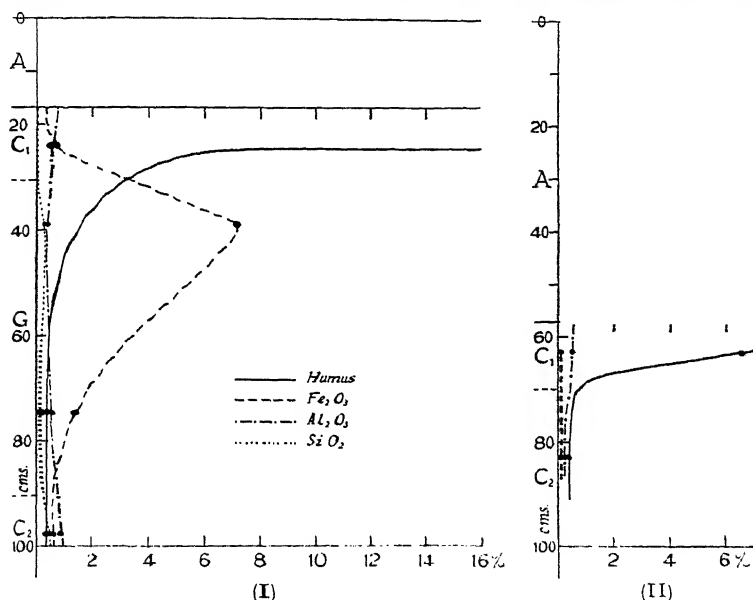 0
A
20
C₁
40
G
60
80
cms.
C₂
100
2 4 6 8 10 12 14 16%
(I)
Humus
Fe₂O₃
Al₂O₃
SiO₂
0
20
A
40
60
C₁
80
C₂
cms.
100
2 4 6 %
(II)